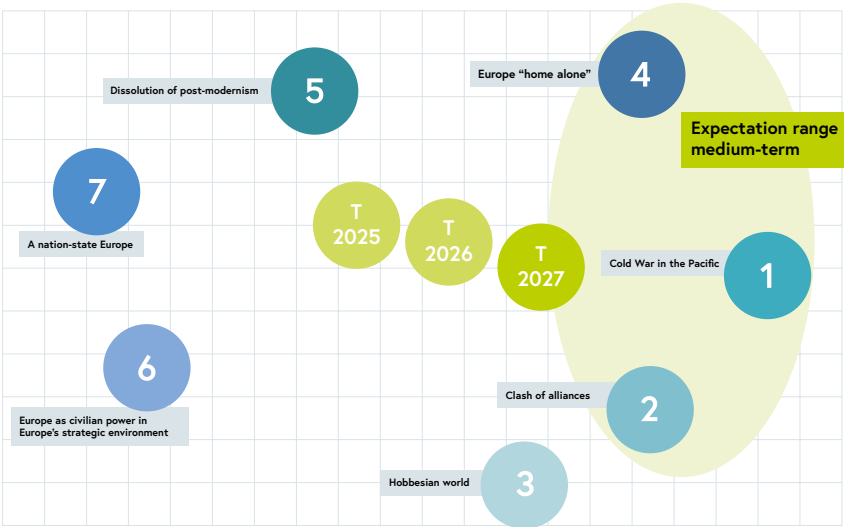 4
Europe “home alone”
5
Dissolution of post-modernism
Expectation range
medium-term
7
A nation-state Europe
T
2025
T
2026
T
2027
Cold War in the Pacific
1
6
Europe as civilian power in
Europe's strategic environment
Clash of alliances
2
Hobbesian world
3